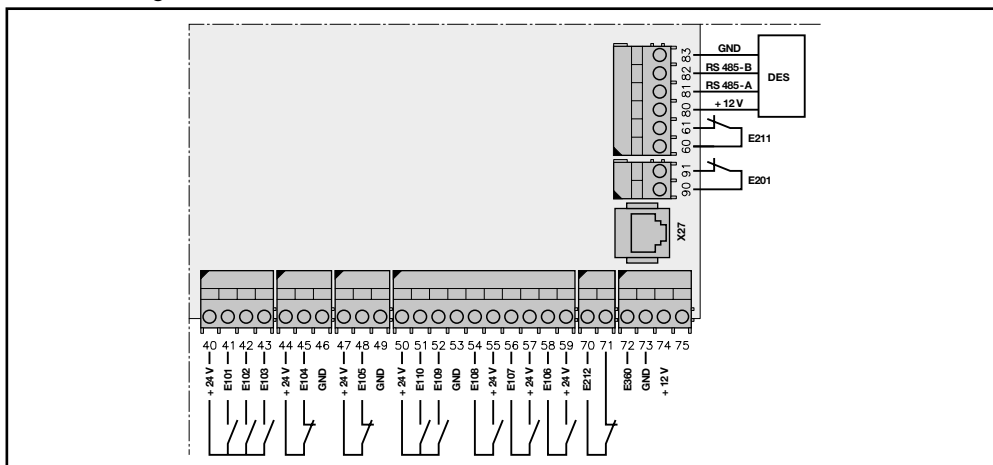 83 GND
82 RS 485-B
81 RS 485-A
80 + 12 V
DES
61
60
E211
91
90
E201
X27
40 41 42 43 44 45 46 47 48 49 50 51 52 53 54 55 56 57 58 59 70 71 72 73 74 75
+ 24 V E101 E102 E103 + 24 V E104 GND + 24 V E105 GND + 24 V E110 E109 GND E108 + 24 V E107 + 24 V E106 + 24 V E212 E360 GND + 12 V